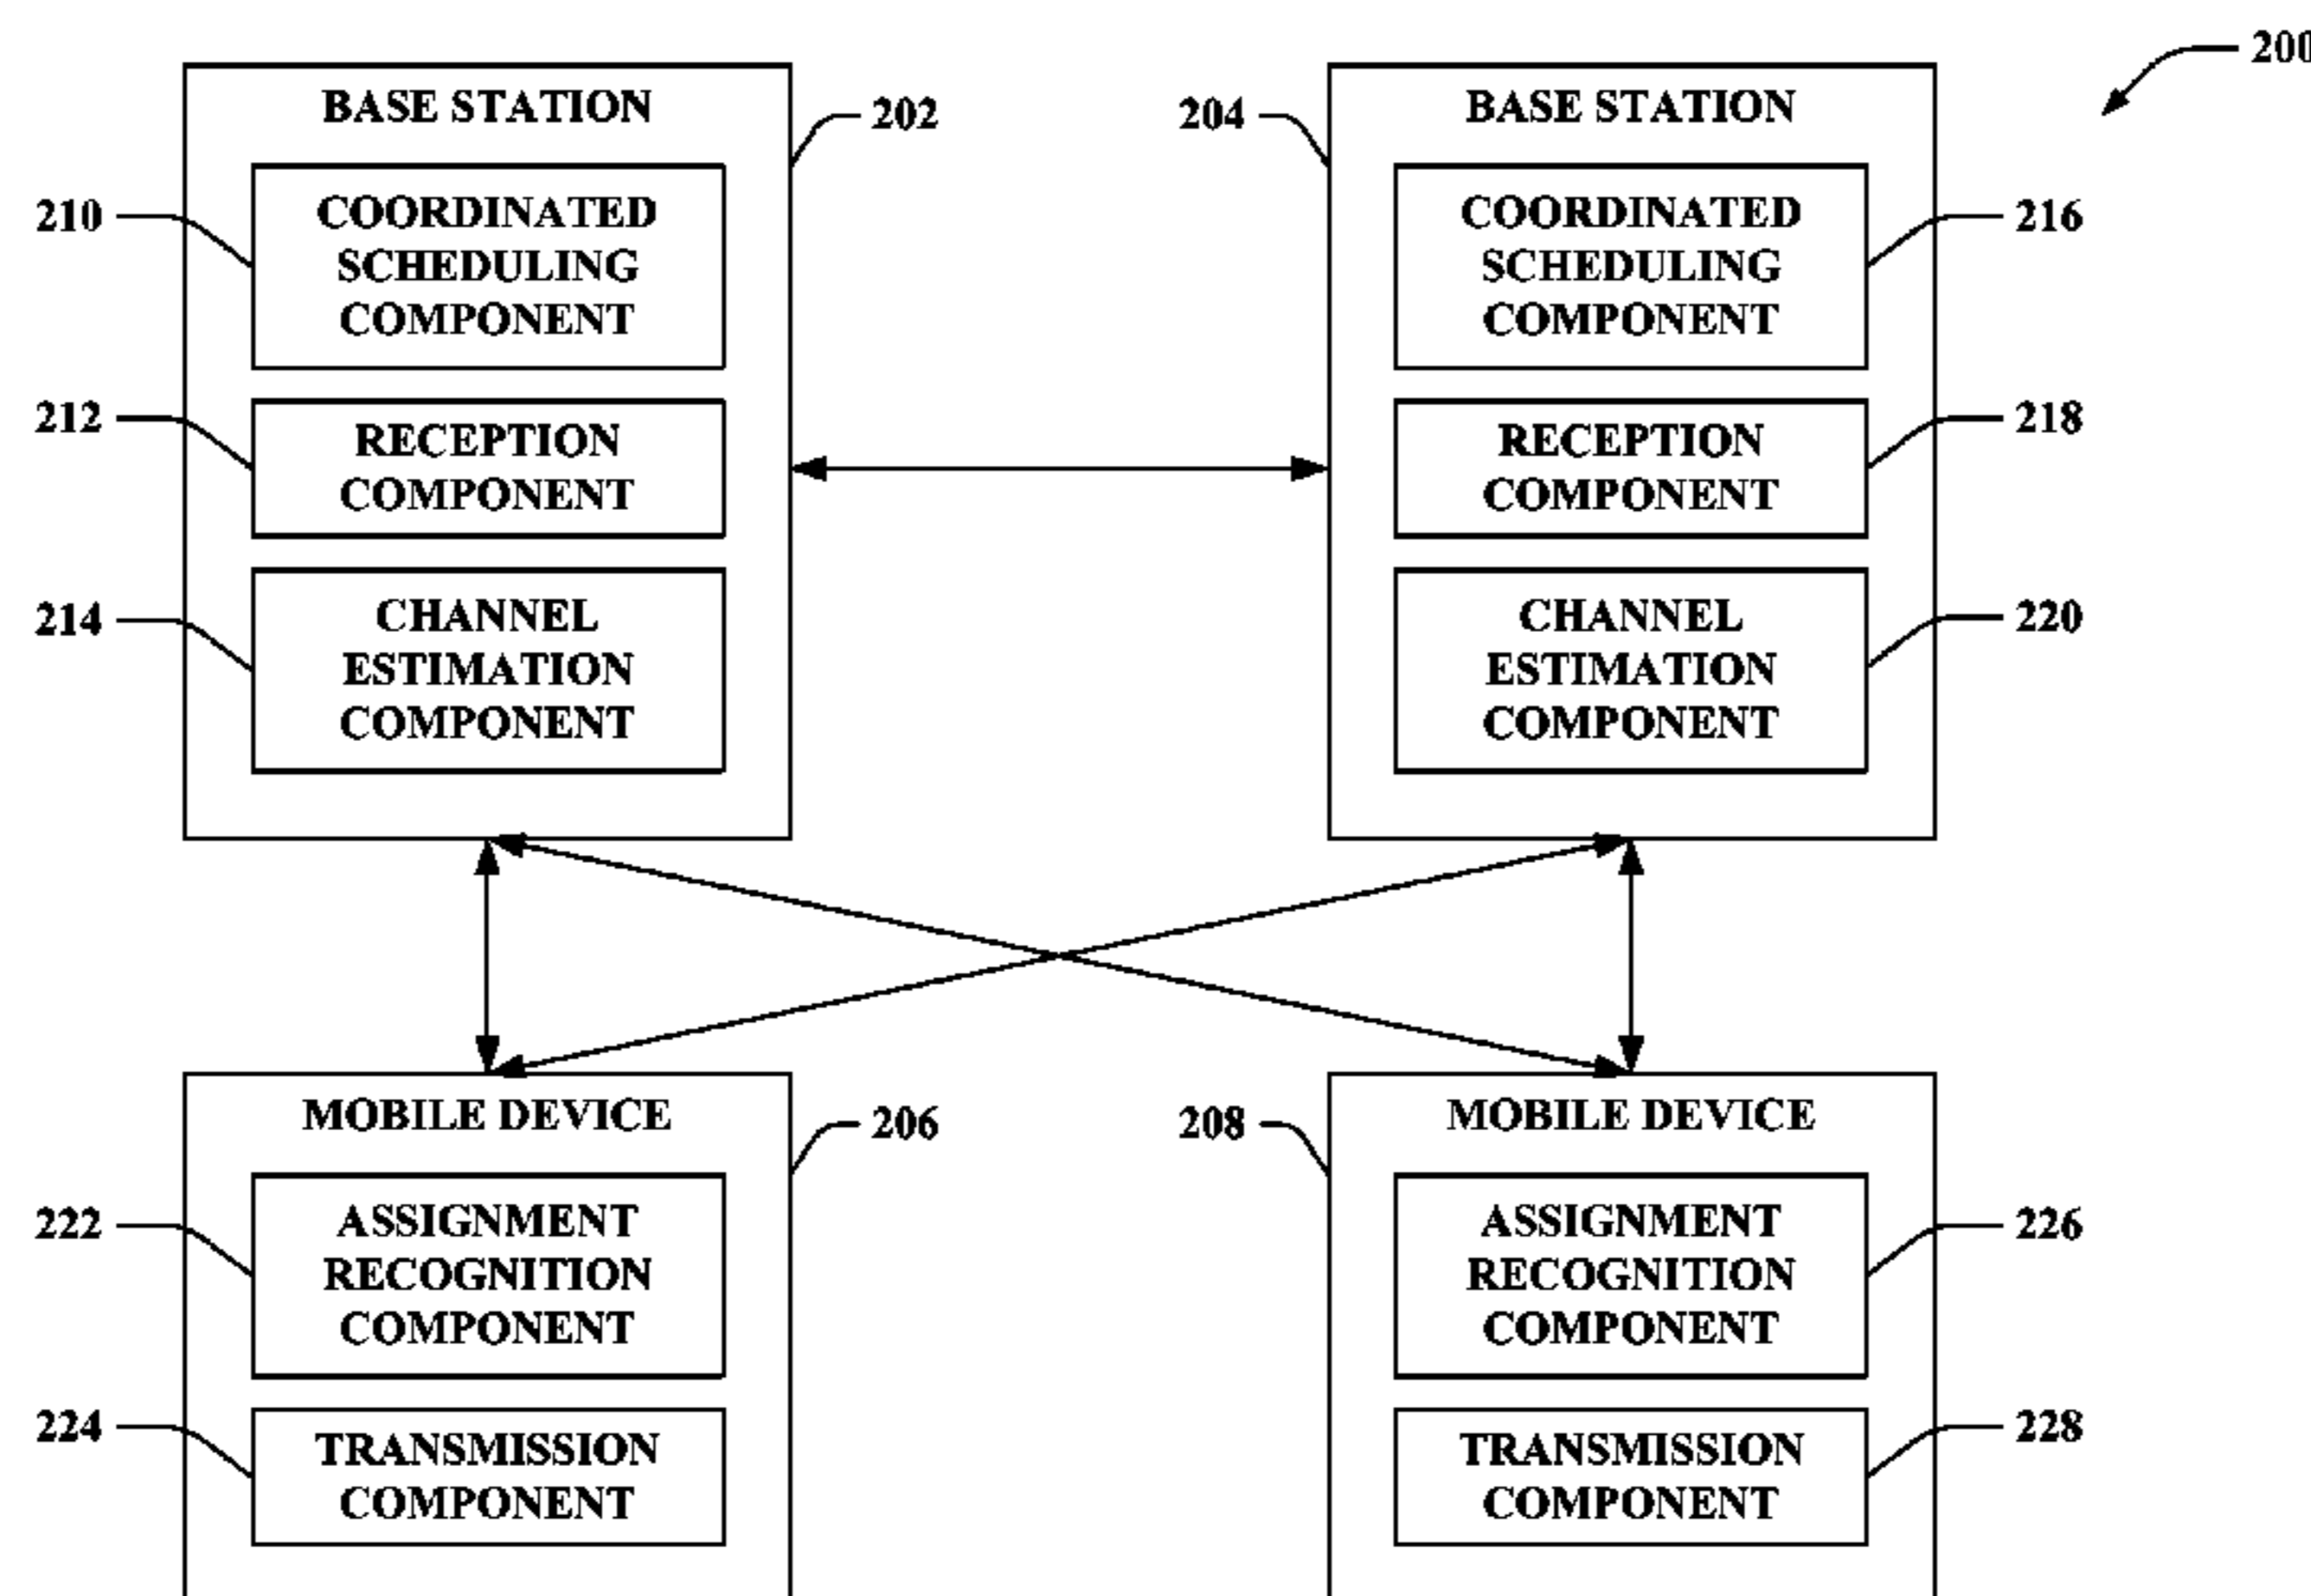 200
BASE STATION
202
204
BASE STATION
210
COORDINATED
SCHEDULING
COMPONENT
COORDINATED
SCHEDULING
COMPONENT
216
212
RECEPTION
COMPONENT
RECEPTION
COMPONENT
218
214
CHANNEL
ESTIMATION
COMPONENT
CHANNEL
ESTIMATION
COMPONENT
220
MOBILE DEVICE
206
208
MOBILE DEVICE
222
ASSIGNMENT
RECOGNITION
COMPONENT
ASSIGNMENT
RECOGNITION
COMPONENT
226
224
TRANSMISSION
COMPONENT
TRANSMISSION
COMPONENT
228